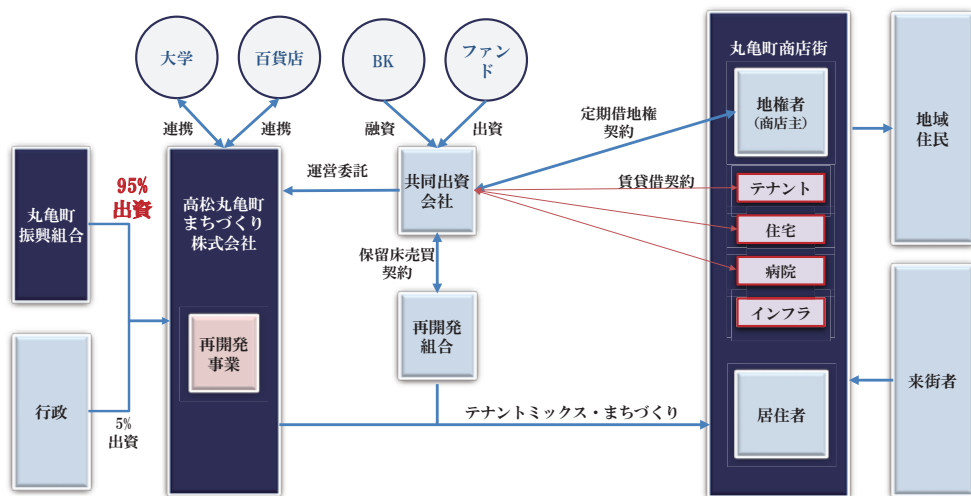 大学
百貨店
BK
ファン
ド
連携
連携
融資
出資
丸亀町
振興組合
95%
出資
行政
5%
出資
高松丸亀町
まちづくり
株式会社
再開発
事業
運営委託
共同出資
会社
保留床売買
契約
再開発
組合
定期借地権
契約
賃貸借契約
テナントミックス・まちづくり
丸亀町商店街
地権者
(商店主)
テナント
住宅
病院
インフラ
居住者
地域
住民
来街者